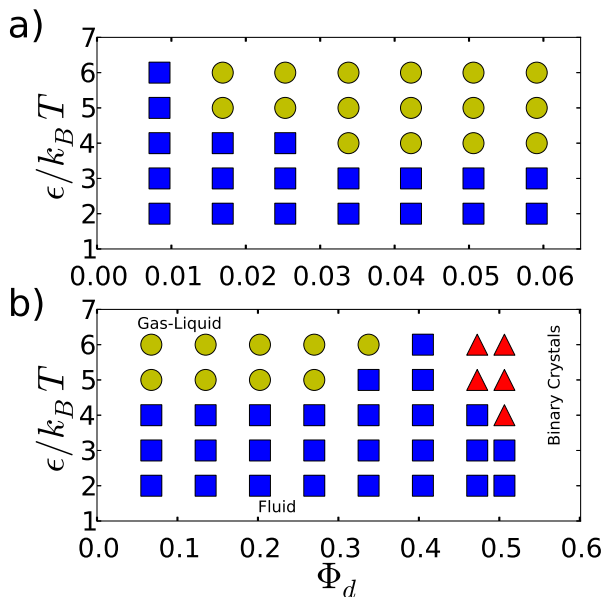 a)
7
6
5
4
3
2
1
ϵ/k_B T
0.00 0.01 0.02 0.03 0.04 0.05 0.06
b)
7
6
5
4
3
2
1
ϵ/k_B T
Gas-Liquid
Binary Crystals
Fluid
0.0 0.1 0.2 0.3 0.4 0.5 0.6
Φ_d